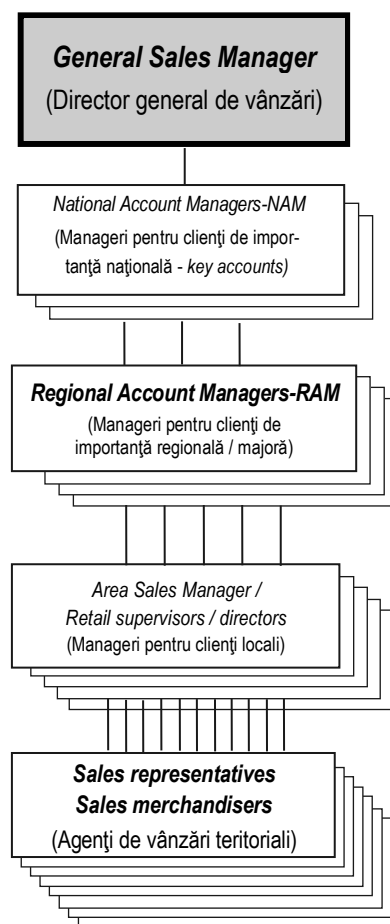 General Sales Manager
(Director general de vânzări)
National Account Managers-NAM
(Manageri pentru clienţi de impor-
tanţă naţională - key accounts)
Regional Account Managers-RAM
(Manageri pentru clienţi de
importanţă regională / majoră)
Area Sales Manager /
Retail supervisors / directors
(Manageri pentru clienţi locali)
Sales representatives
Sales merchandisers
(Agenţi de vânzări teritoriali)